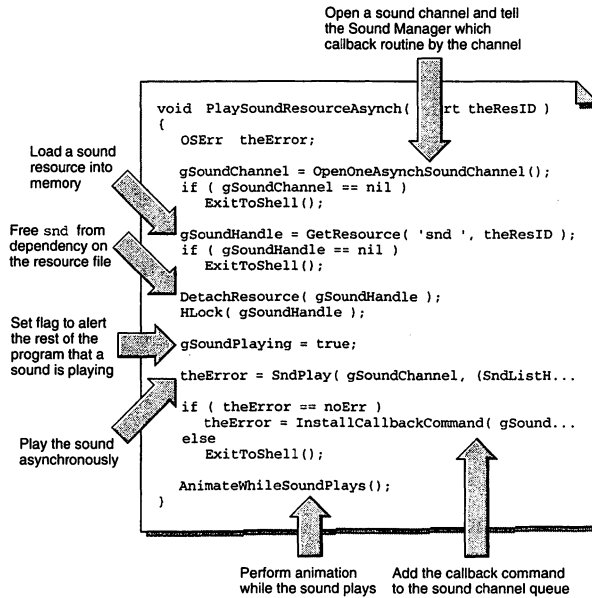 Open a sound channel and tell
the Sound Manager which
callback routine by the channel
void PlaySoundResourceAsynch( rt theResID )
{
OSErr theError;
Load a sound
resource into
memory
gSoundChannel = OpenOneAsynchSoundChannel();
if ( gSoundChannel == nil )
ExitToShell();
Free snd from
dependency on
the resource file
gSoundHandle = GetResource( 'snd ', theResID );
if ( gSoundHandle == nil )
ExitToShell();
DetachResource( gSoundHandle );
HLock( gSoundHandle );
Set flag to alert
the rest of the
program that a
sound is playing
gSoundPlaying = true;
theError = SndPlay( gSoundChannel, (SndListH...
Play the sound
asynchronously
if ( theError == noErr )
theError = InstallCallbackCommand( gSound...
else
ExitToShell();
AnimateWhileSoundPlays();
}
Perform animation
while the sound plays
Add the callback command
to the sound channel queue